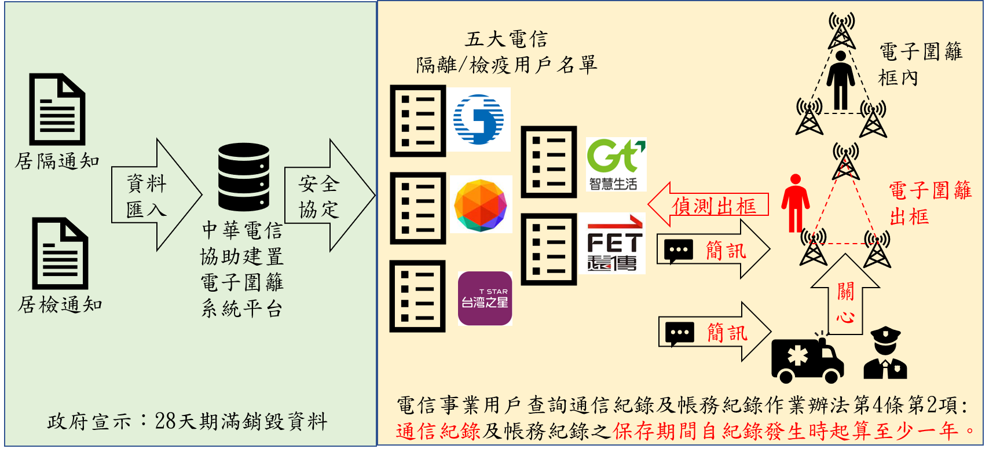 居隔通知
居檢通知
資料
匯入
中華電信
協助建置
電子圍籬
系統平台
安全
協定
政府宣示：28天期滿銷毀資料
五大電信
隔離/檢疫用戶名單
Gt
智慧生活
FET
遠傳
T STAR
台灣之星
電子圍籬
框內
電子圍籬
出框
偵測出框
簡訊
簡訊
關
心
電信事業用戶查詢通信紀錄及帳務紀錄作業辦法第4條第2項:
通信紀錄及帳務紀錄之保存期間自紀錄發生時起算至少一年。